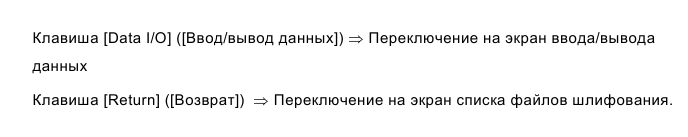 Клавиша [Data I/O] ([Ввод/вывод данных]) ⇒ Переключение на экран ввода/вывода
данных
Клавиша [Return] ([Возврат]) ⇒ Переключение на экран списка файлов шлифования.